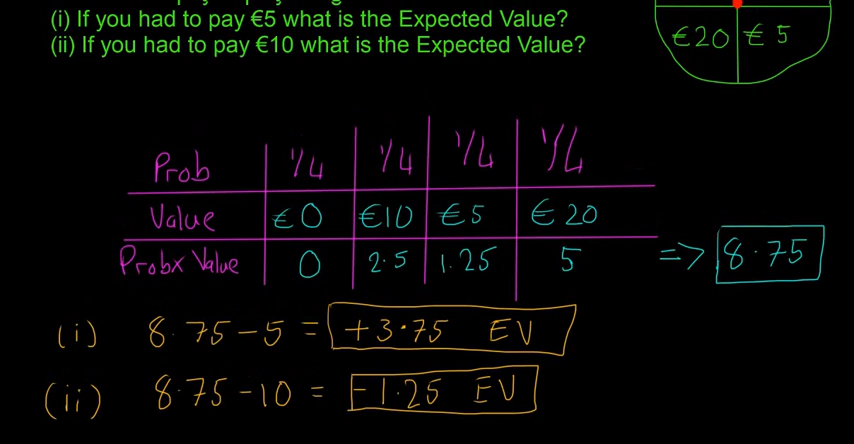 (i) If you had to pay €5 what is the Expected Value?
(ii) If you had to pay €10 what is the Expected Value?
€20 € 5
Prob 1/4 1/4 1/4 1/4
Value €0 €10 €5 €20
Prob x Value 0 2.5 1.25 5 => 8.75
(i) 8.75 - 5 = +3.75 EV
(ii) 8.75 - 10 = -1.25 EV